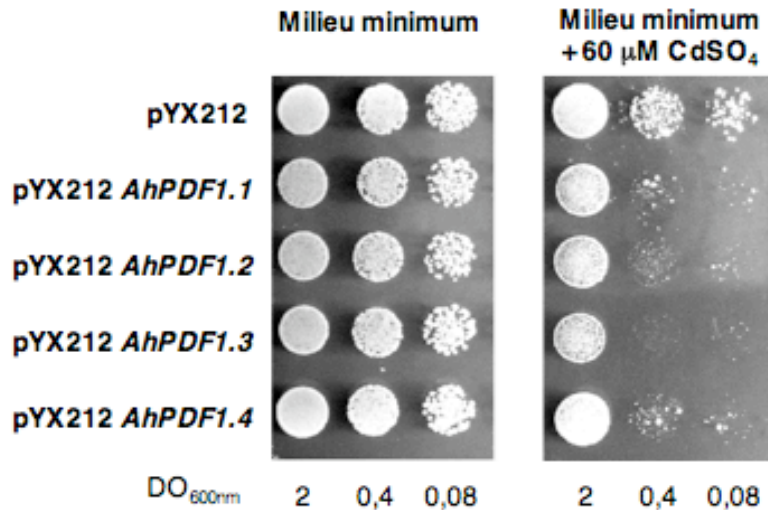 Milieu minimum
Milieu minimum
+60 µM CdSO4
pYX212
pYX212 AhPDF1.1
pYX212 AhPDF1.2
pYX212 AhPDF1.3
pYX212 AhPDF1.4
DO600nm 2 0,4 0,08 2 0,4 0,08